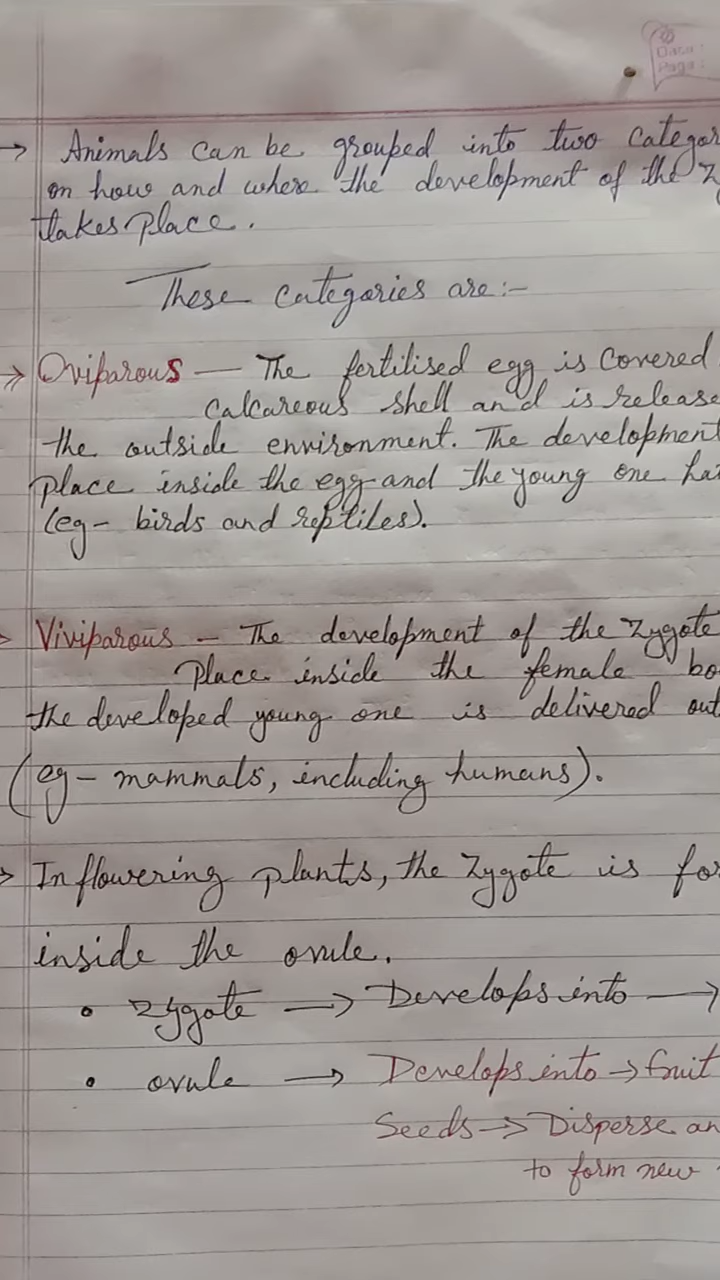 Date:
Page:
→ Animals can be grouped into two categor
on how and where the development of the Zy
takes place.
These categories are:-
→ Oviparous — The fertilised egg is covered
calcareous shell and is release
the outside environment. The development
place inside the egg and the young one ha
(eg- birds and reptiles).
Viviparous — The development of the Zygote
Place inside the female bo
the developed young one is delivered out
(eg- mammals, including humans).
→ In flowering plants, the Zygote is for
inside the ovule.
• Zygote → Develops into →
• ovule → Develops into → fruit
Seeds → Disperse an
to form new